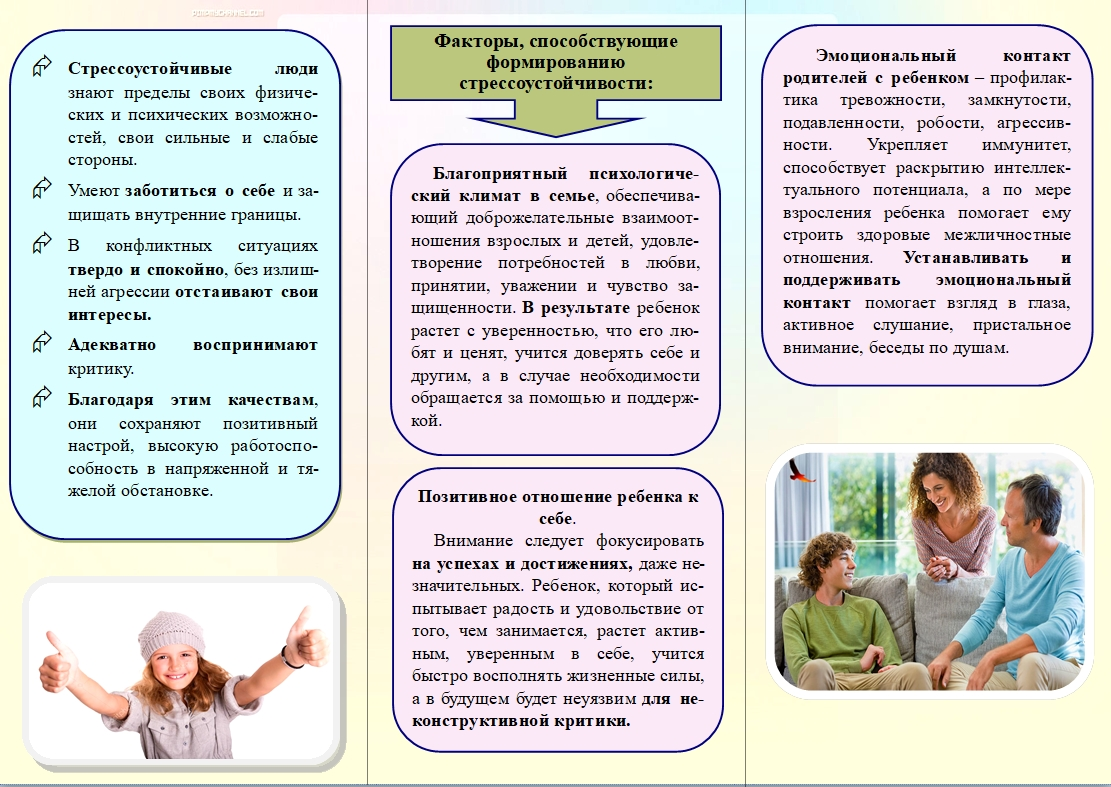 Стрессоустойчивые люди
знают пределы своих физиче-
ских и психических возможно-
стей, свои сильные и слабые
стороны.
Умеют заботиться о себе и за-
щищать внутренние границы.
В конфликтных ситуациях
твердо и спокойно, без излиш-
ней агрессии отстаивают свои
интересы.
Адекватно воспринимают
критику.
Благодаря этим качествам,
они сохраняют позитивный
настрой, высокую работоспо-
собность в напряженной и тя-
желой обстановке.
Факторы, способствующие
формированию
стрессоустойчивости:
Благоприятный психологиче-
ский климат в семье, обеспечива-
ющий доброжелательные взаимоот-
ношения взрослых и детей, удовле-
творение потребностей в любви,
принятии, уважении и чувство за-
щищенности. В результате ребенок
растет с уверенностью, что его лю-
бят и ценят, учится доверять себе и
другим, а в случае необходимости
обращается за помощью и поддерж-
кой.
Позитивное отношение ребенка к
себе.
Внимание следует фокусировать
на успехах и достижениях, даже не-
значительных. Ребенок, который ис-
пытывает радость и удовольствие от
того, чем занимается, растет актив-
ным, уверенным в себе, учится
быстро восполнять жизненные силы,
а в будущем будет неуязвим для не-
конструктивной критики.
Эмоциональный контакт
родителей с ребенком – профилак-
тика тревожности, замкнутости,
подавленности, робости, агрессив-
ности. Укрепляет иммунитет,
способствует раскрытию интеллек-
туального потенциала, а по мере
взросления ребенка помогает ему
строить здоровые межличностные
отношения. Устанавливать и
поддерживать эмоциональный
контакт помогает взгляд в глаза,
активное слушание, пристальное
внимание, беседы по душам.